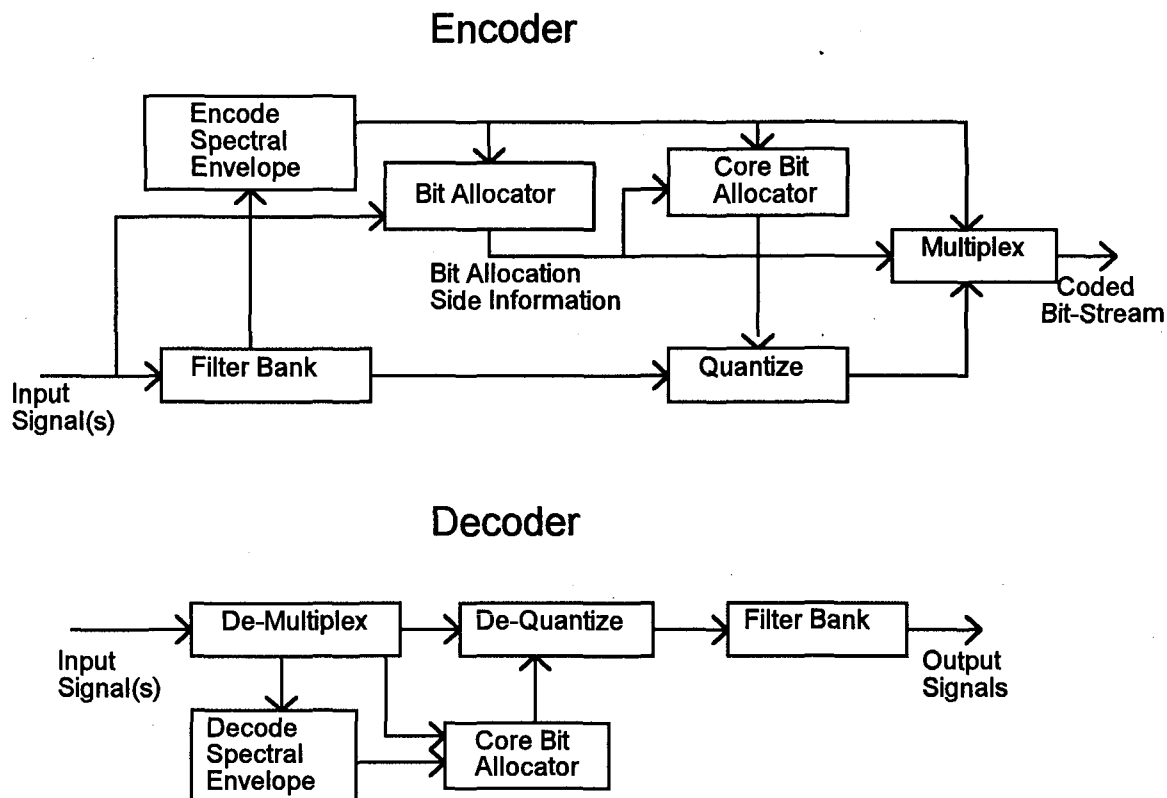 Encoder
Encode
Spectral
Envelope
Bit Allocator
Core Bit
Allocator
Multiplex
Bit Allocation
Side Information
Coded
Bit-Stream
Filter Bank
Quantize
Input
Signal(s)
Decoder
De-Multiplex
De-Quantize
Filter Bank
Input
Signal(s)
Output
Signals
Decode
Spectral
Envelope
Core Bit
Allocator